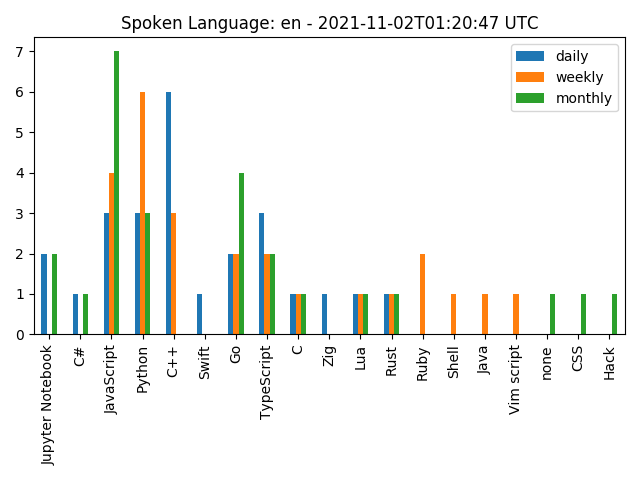 Spoken Language: en - 2021-11-02T01:20:47 UTC
daily
weekly
monthly
7
6
5
4
3
2
1
0
Jupyter Notebook
C#
JavaScript
Python
C++
Swift
Go
TypeScript
C
Zig
Lua
Rust
Ruby
Shell
Java
Vim script
none
CSS
Hack